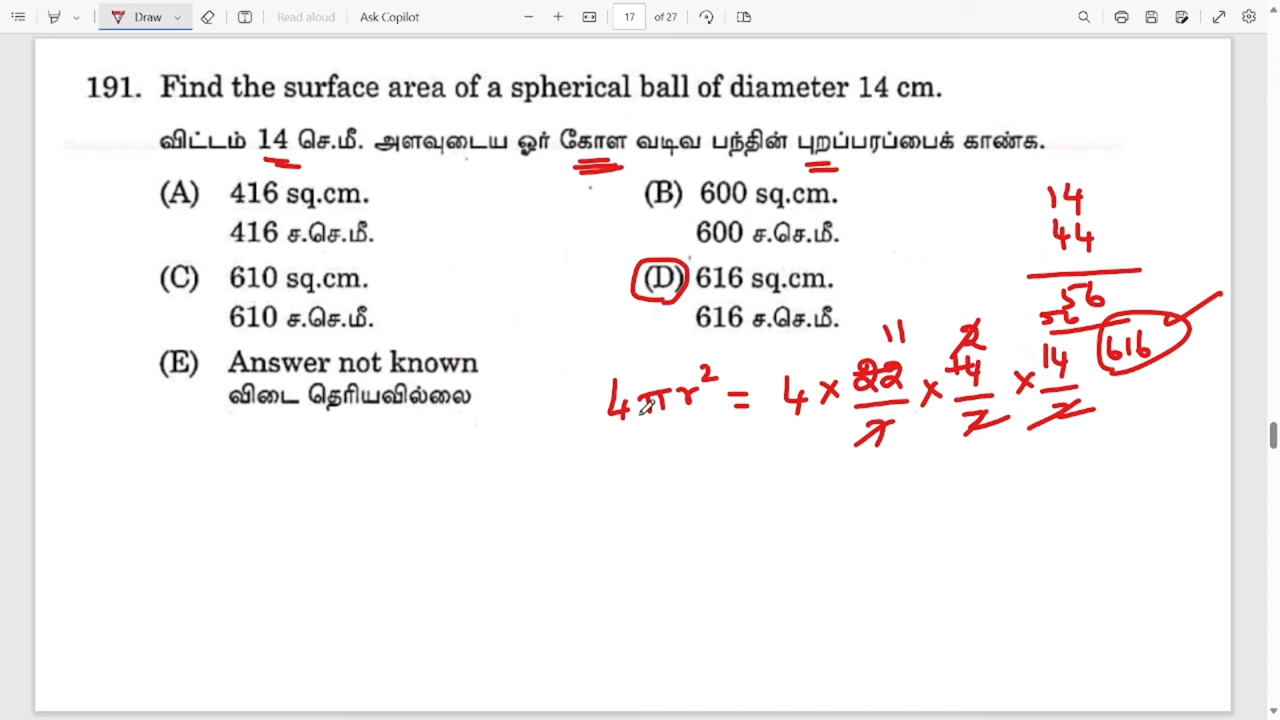 Draw
Read aloud
Ask Copilot
17 of 27
191. Find the surface area of a spherical ball of diameter 14 cm.
விட்டம் 14 செ.மீ. அளவுடைய ஓர் கோள வடிவ பந்தின் புறப்பரப்பைக் காண்க.
(A) 416 sq.cm.
416 ச.செ.மீ.
(B) 600 sq.cm.
600 ச.செ.மீ.
(C) 610 sq.cm.
610 ச.செ.மீ.
(D) 616 sq.cm.
616 ச.செ.மீ.
(E) Answer not known
விடை தெரியவில்லை
14
44
56
56
616
11 2
4πr² = 4 × 22/7 × 14/2 × 14/2